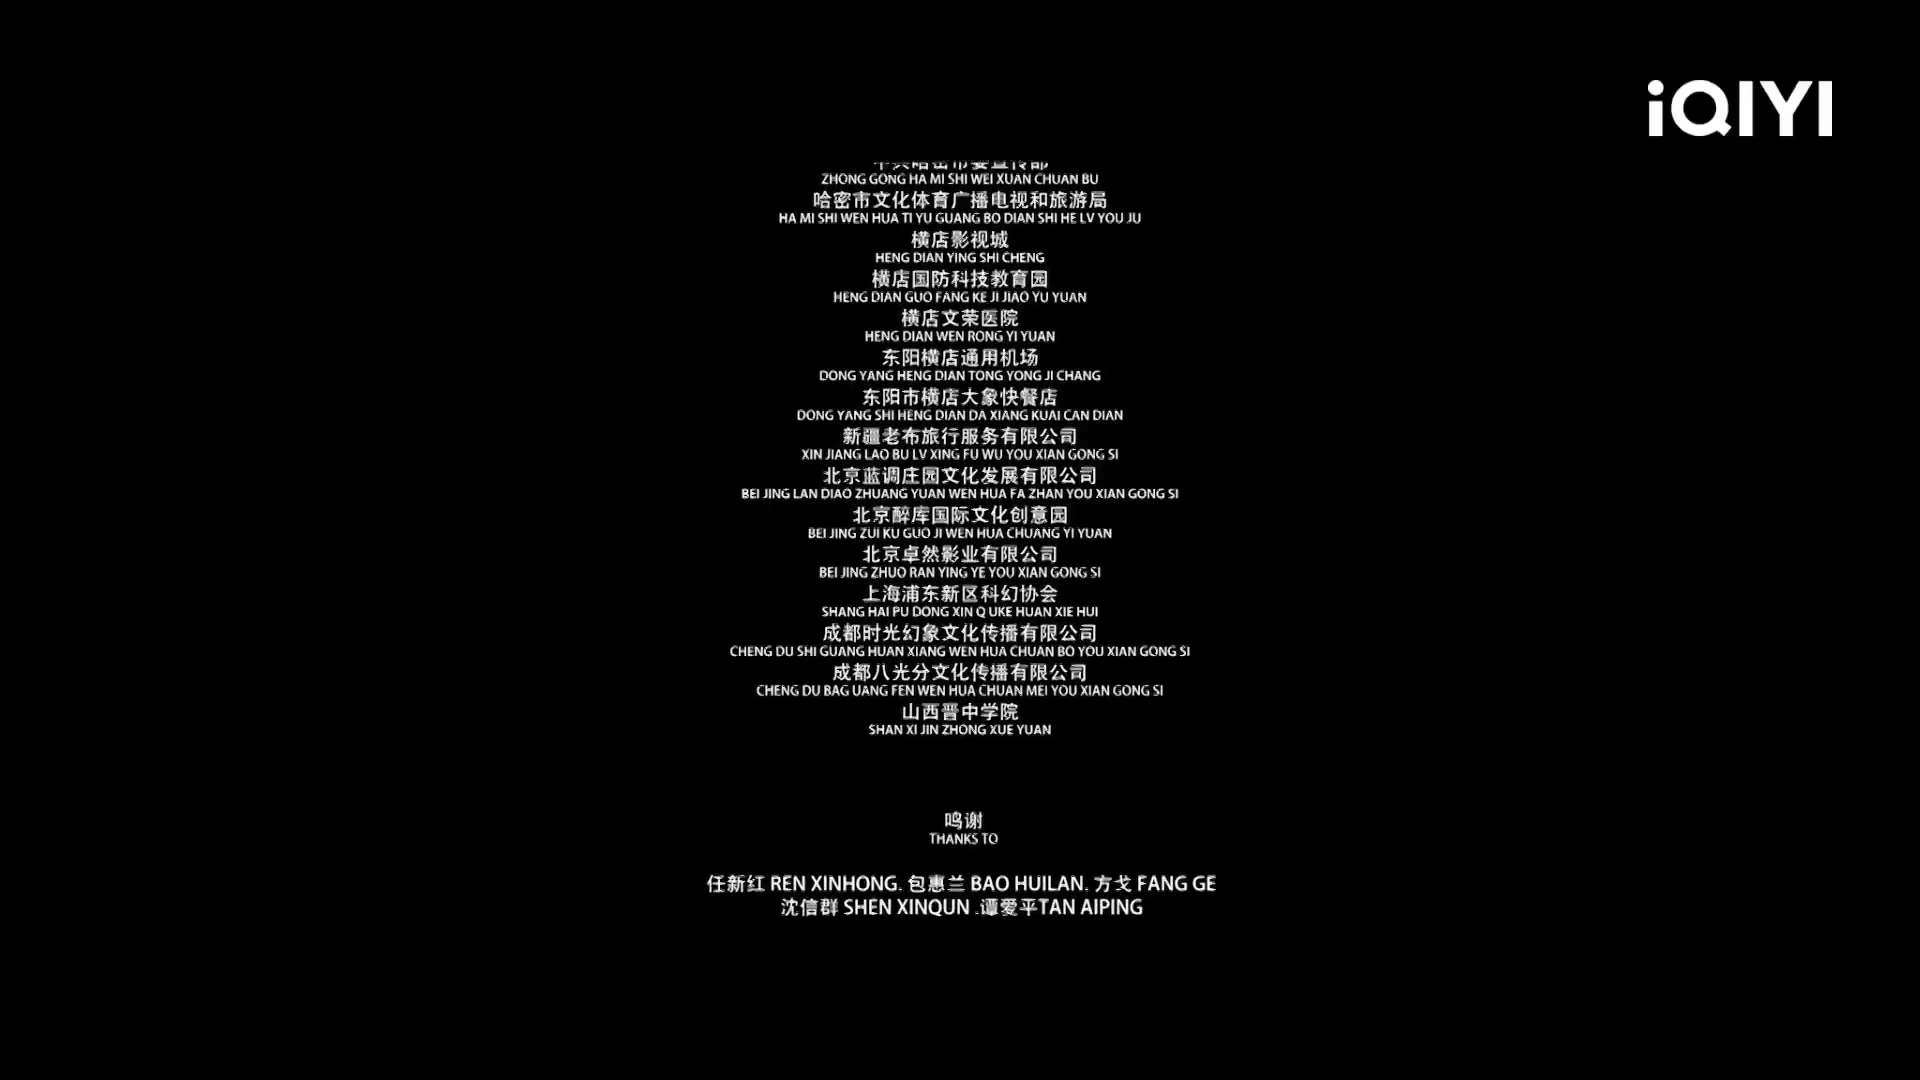 iQIYI
中共哈密市委宣传部
ZHONG GONG HA MI SHI WEI XUAN CHUAN BU
哈密市文化体育广播电视和旅游局
HA MI SHI WEN HUA TI YU GUANG BO DIAN SHI HE LV YOU JU
横店影视城
HENG DIAN YING SHI CHENG
横店国防科技教育园
HENG DIAN GUO FANG KE JI JIAO YU YUAN
横店文荣医院
HENG DIAN WEN RONG YI YUAN
东阳横店通用机场
DONG YANG HENG DIAN TONG YONG JI CHANG
东阳市横店大象快餐店
DONG YANG SHI HENG DIAN DA XIANG KUAI CAN DIAN
新疆老布旅行服务有限公司
XIN JIANG LAO BU LV XING FU WU YOU XIAN GONG SI
北京蓝调庄园文化发展有限公司
BEI JING LAN DIAO ZHUANG YUAN WEN HUA FA ZHAN YOU XIAN GONG SI
北京醉库国际文化创意园
BEI JING ZUI KU GUO JI WEN HUA CHUANG YI YUAN
北京卓然影业有限公司
BEI JING ZHUO RAN YING YE YOU XIAN GONG SI
上海浦东新区科幻协会
SHANG HAI PU DONG XIN Q UKE HUAN XIE HUI
成都时光幻象文化传播有限公司
CHENG DU SHI GUANG HUAN XIANG WEN HUA CHUAN BO YOU XIAN GONG SI
成都八光分文化传播有限公司
CHENG DU BAG UANG FEN WEN HUA CHUAN MEI YOU XIAN GONG SI
山西晋中学院
SHAN XI JIN ZHONG XUE YUAN
鸣谢
THANKS TO
任新红 REN XINHONG. 包惠兰 BAO HUILAN. 方戈 FANG GE
沈信群 SHEN XINQUN .谭爱平TAN AIPING